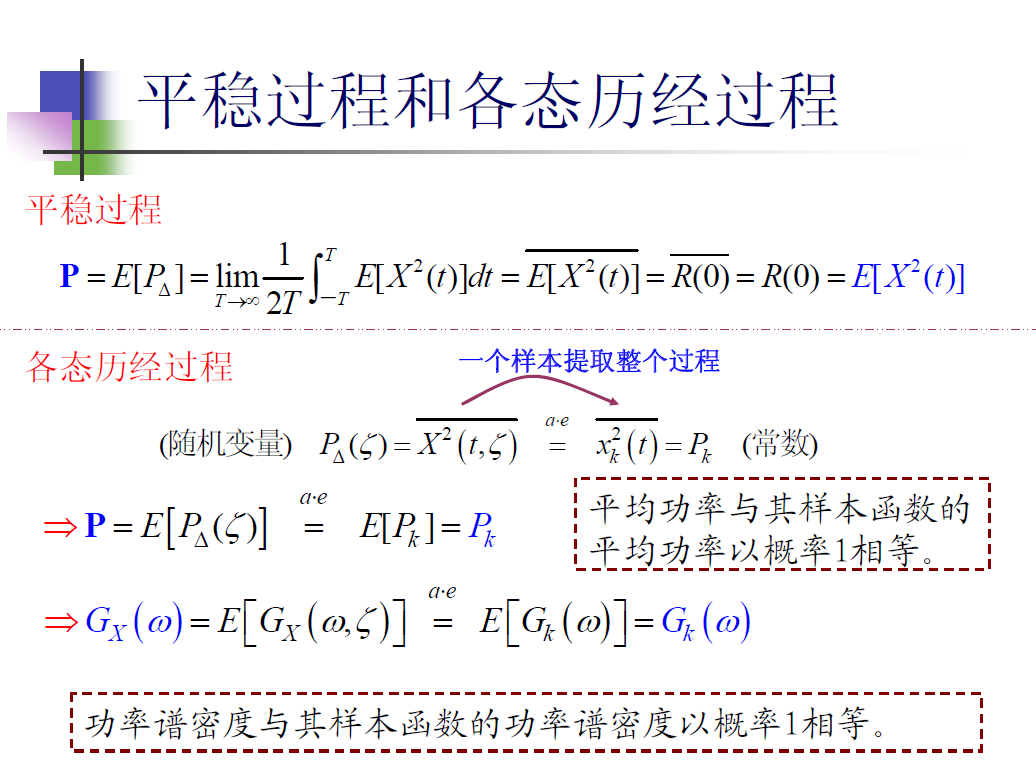 平稳过程和各态历经过程
平稳过程
P = E[P_Δ] = lim_{T→∞} \frac{1}{2T} ∫_{-T}^{T} E[X²(t)]dt = \overline{E[X²(t)]} = \overline{R(0)} = R(0) = E[X²(t)]
各态历经过程
一个样本提取整个过程
(随机变量) P_Δ(ζ) = \overline{X²(t,ζ)} \overset{a·e}{=} \overline{x_k²(t)} = P_k (常数)
⇒ P = E[P_Δ(ζ)] \overset{a·e}{=} E[P_k] = P_k
平均功率与其样本函数的
平均功率以概率1相等。
⇒ G_X(ω) = E[G_X(ω,ζ)] \overset{a·e}{=} E[G_k(ω)] = G_k(ω)
功率谱密度与其样本函数的功率谱密度以概率1相等。